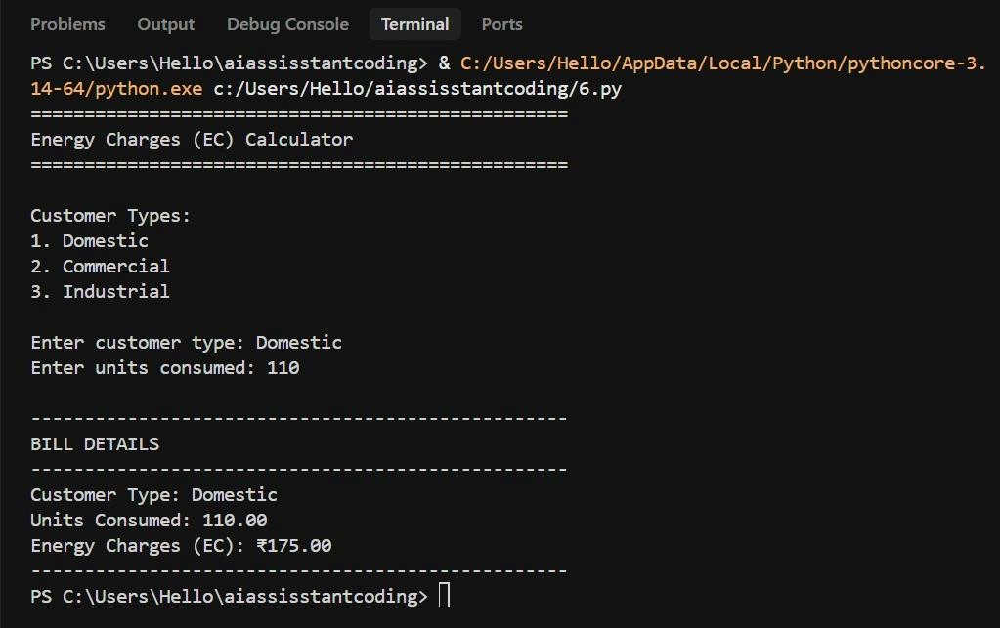 Problems Output Debug Console Terminal Ports
PS C:\Users\Hello\aiassisstantcoding> & C:/Users/Hello/AppData/Local/Python/pythoncore-3.
14-64/python.exe c:/Users/Hello/aiassisstantcoding/6.py
==================================================
Energy Charges (EC) Calculator
==================================================
Customer Types:
1. Domestic
2. Commercial
3. Industrial
Enter customer type: Domestic
Enter units consumed: 110
--------------------------------------------------
BILL DETAILS
--------------------------------------------------
Customer Type: Domestic
Units Consumed: 110.00
Energy Charges (EC): ₹175.00
--------------------------------------------------
PS C:\Users\Hello\aiassisstantcoding>